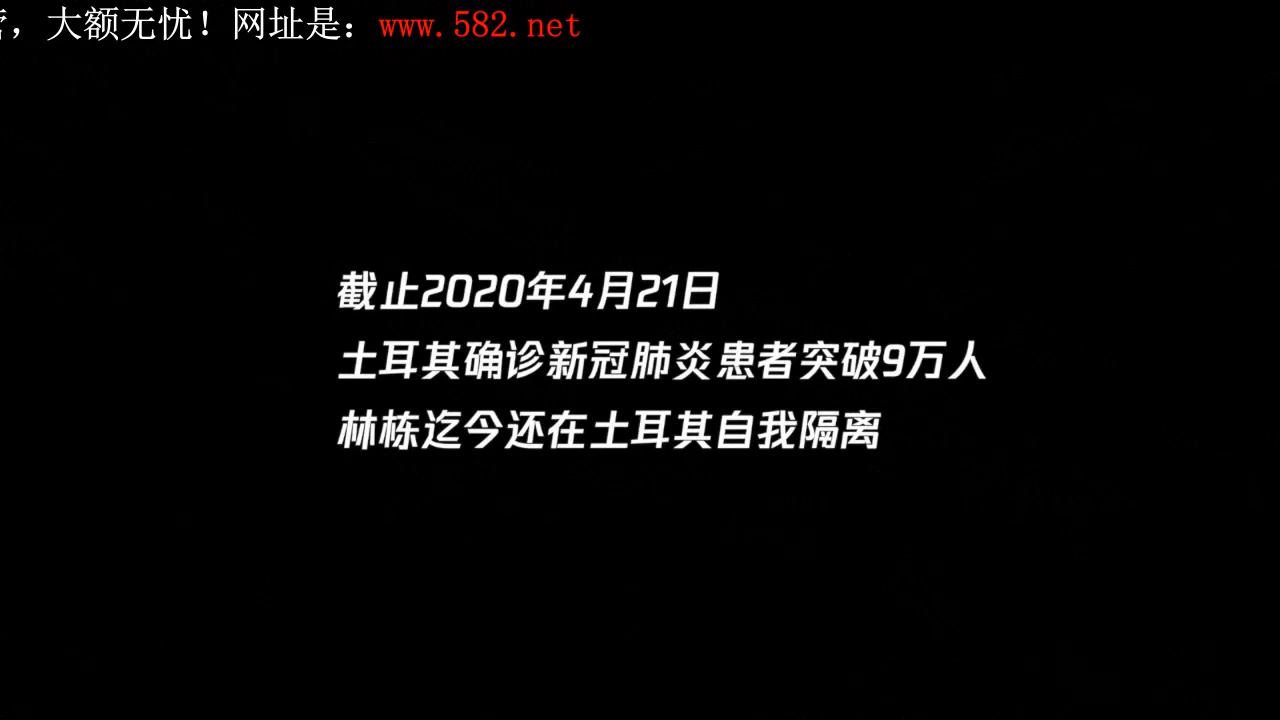 ，大额无忧！网址是：www.582.net
截止2020年4月21日
土耳其确诊新冠肺炎患者突破9万人
林栋迄今还在土耳其自我隔离